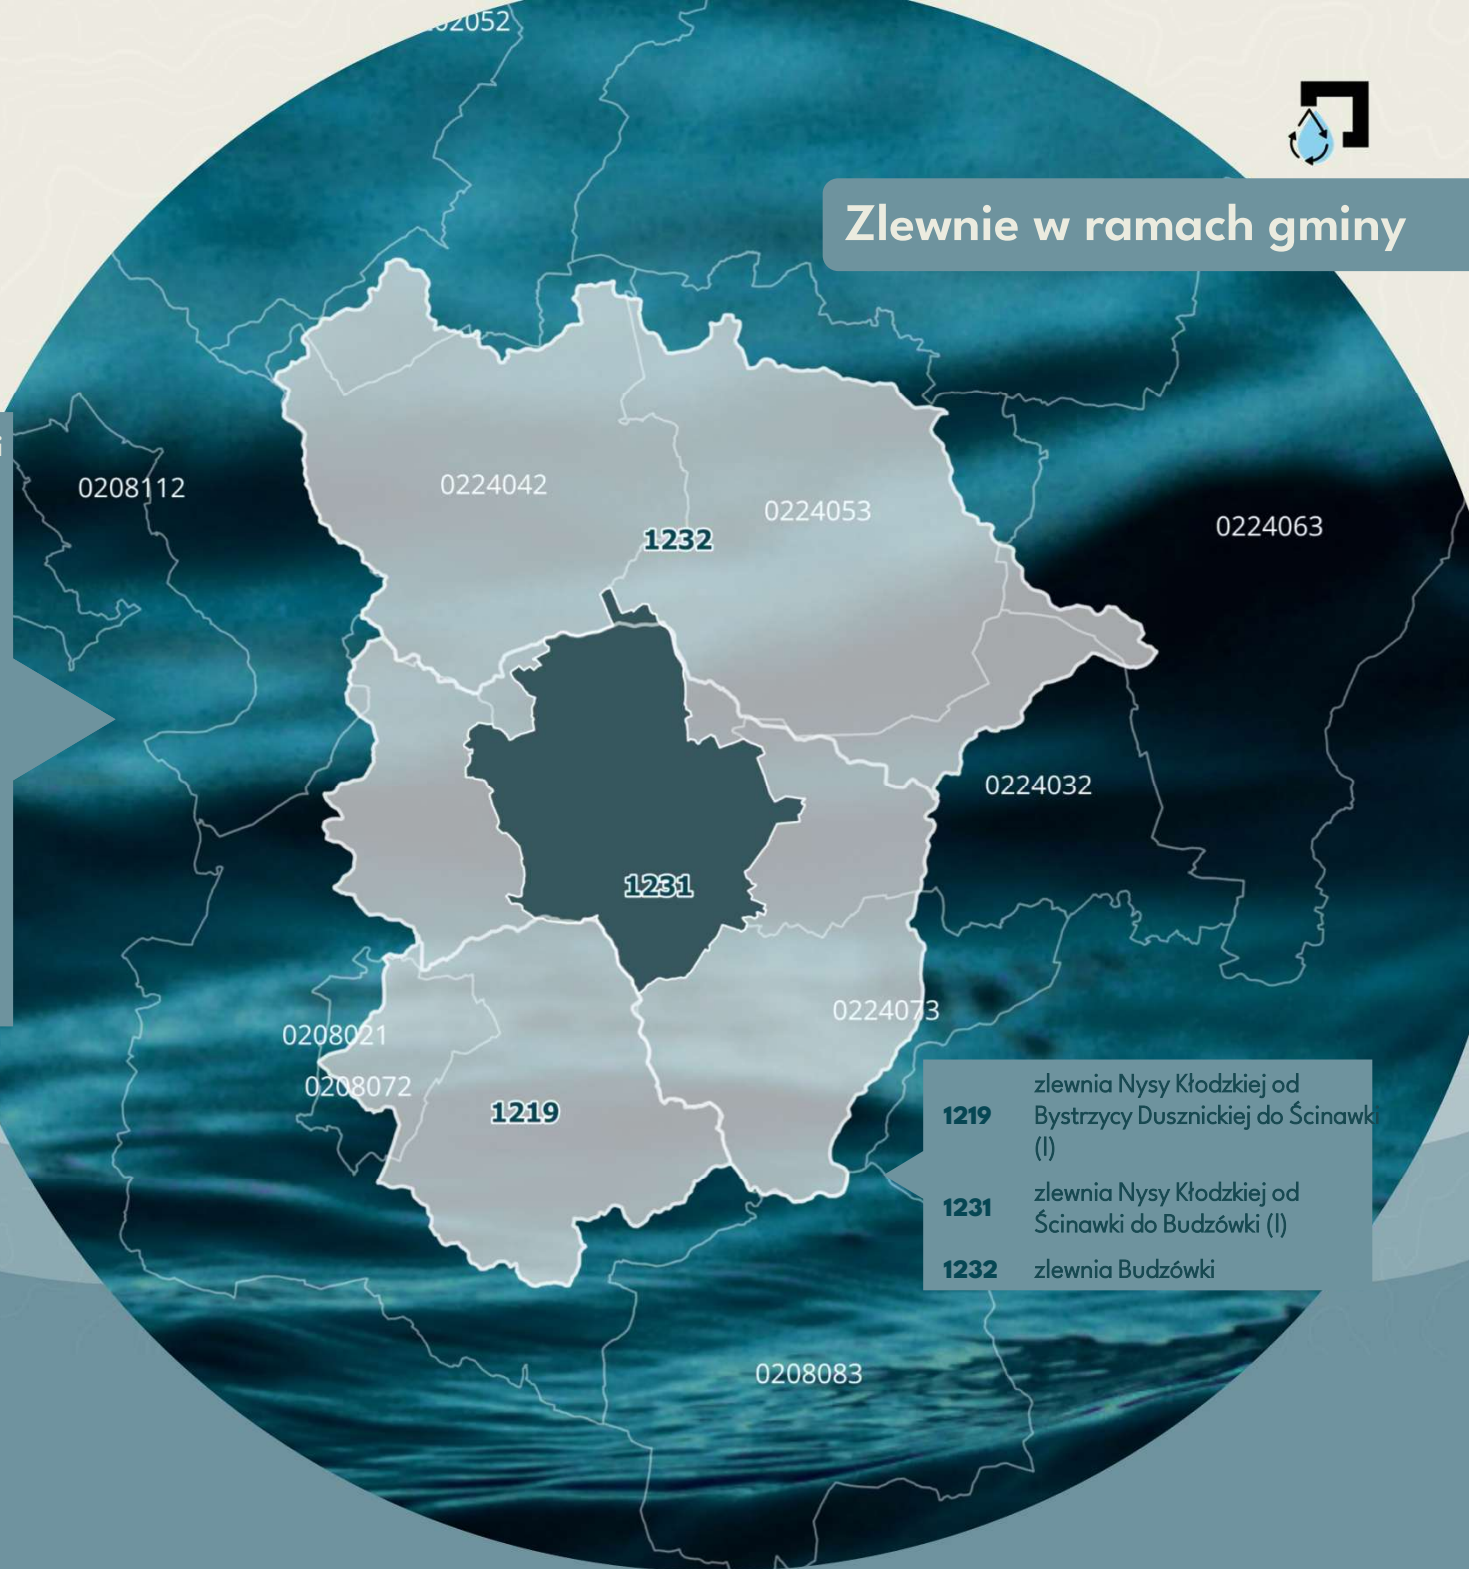 Zlewnie w ramach gminy
0208112
0224042
0224053
0224063
1232
0224032
1231
0224073
0208021
0208072
1219
1219 zlewnia Nysy Kłodzkiej od
Bystrzycy Dusznickiej do Ścinawki
(l)
1231 zlewnia Nysy Kłodzkiej od
Ścinawki do Budzówki (l)
1232 zlewnia Budzówki
0208083